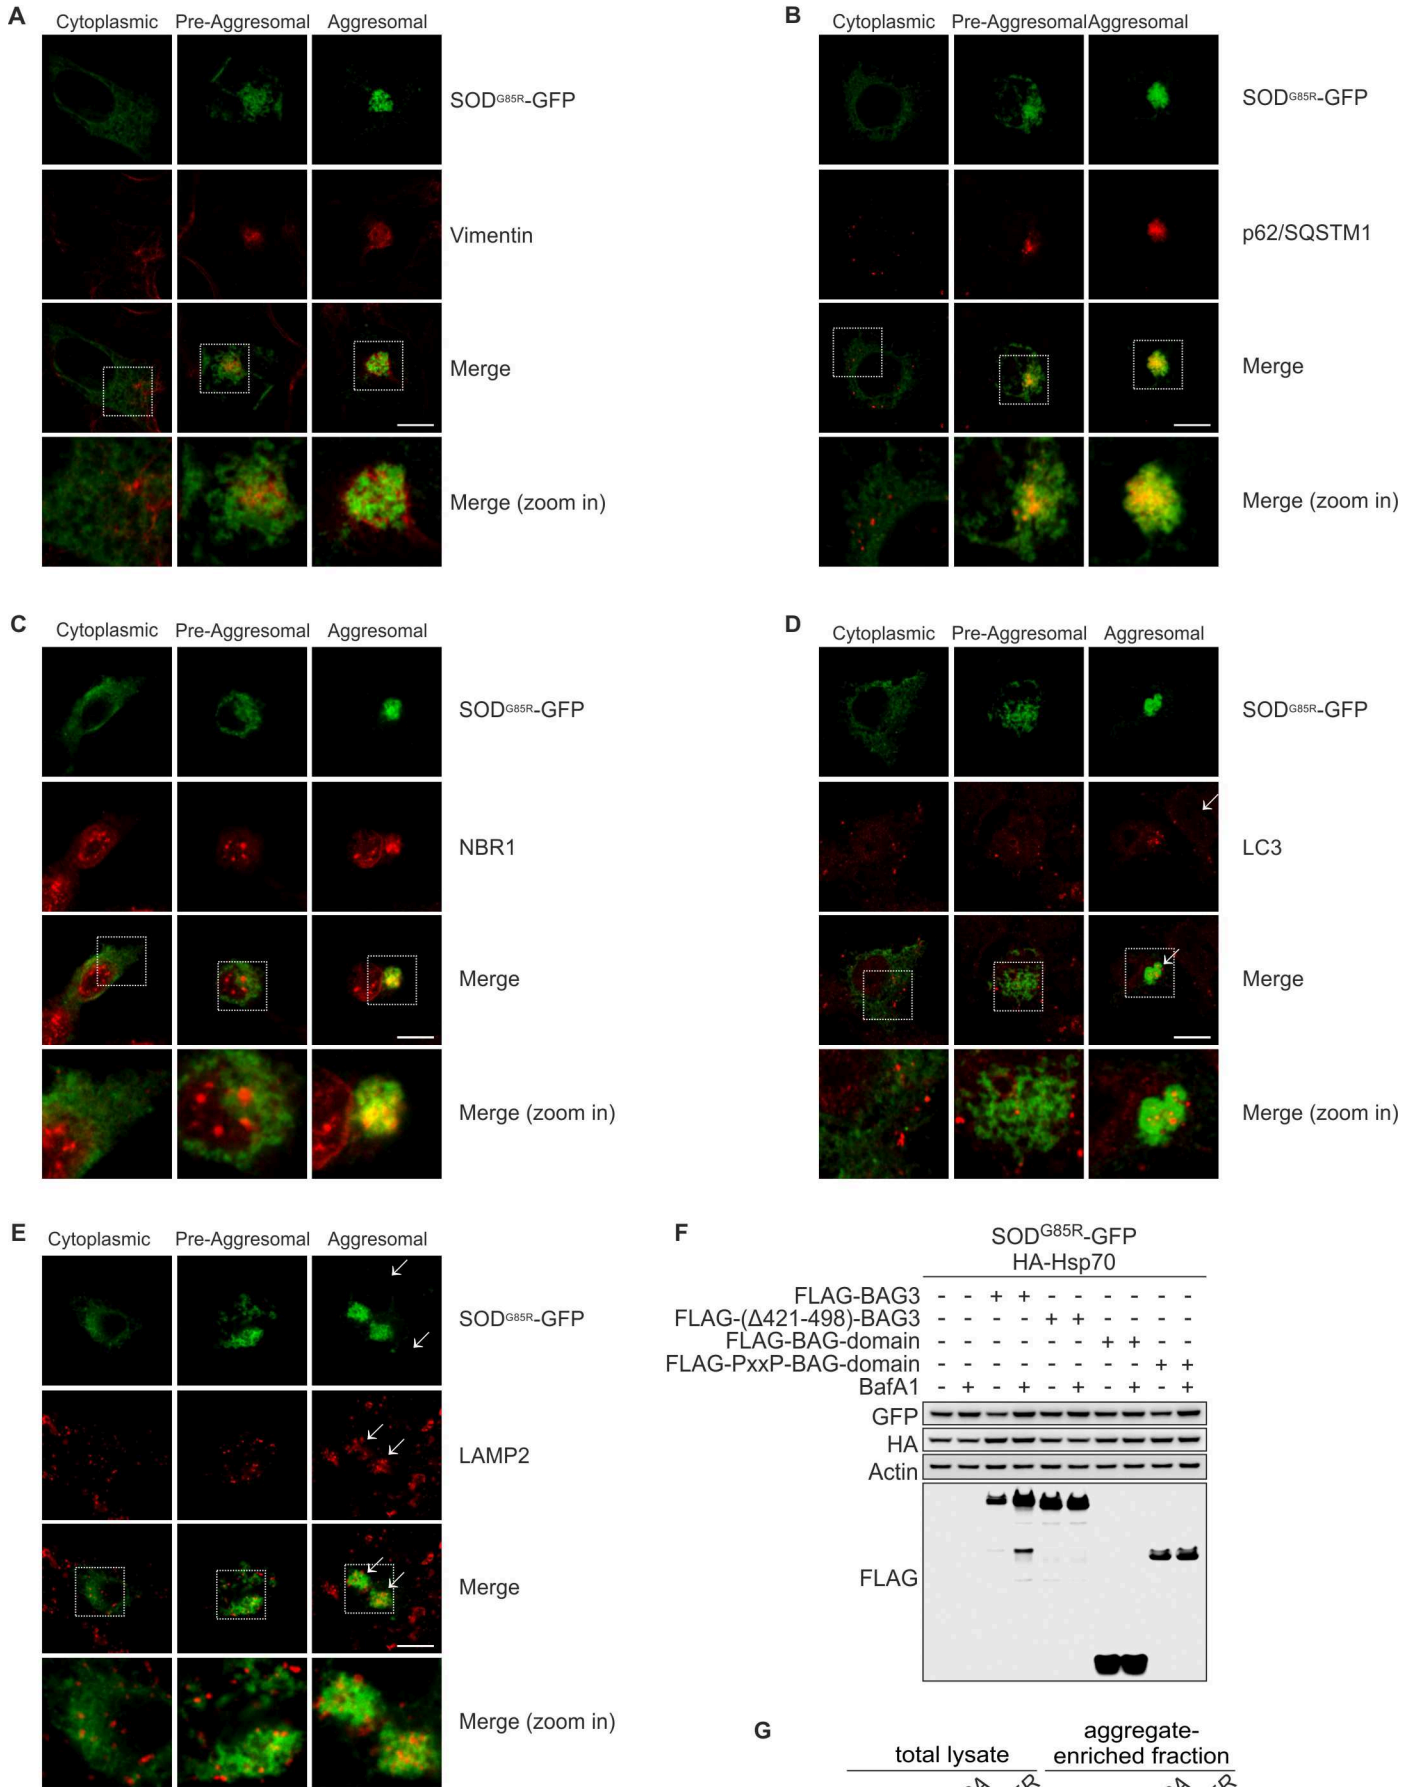 A
Cytoplasmic Pre-Aggresomal Aggresomal
SODG85R-GFP
Vimentin
Merge
Merge (zoom in)
B
Cytoplasmic Pre-Aggresomal Aggresomal
SODG85R-GFP
p62/SQSTM1
Merge
Merge (zoom in)
C
Cytoplasmic Pre-Aggresomal Aggresomal
SODG85R-GFP
NBR1
Merge
Merge (zoom in)
D
Cytoplasmic Pre-Aggresomal Aggresomal
SODG85R-GFP
LC3
Merge
Merge (zoom in)
E
Cytoplasmic Pre-Aggresomal Aggresomal
SODG85R-GFP
LAMP2
Merge
Merge (zoom in)
F
SODG85R-GFP
HA-Hsp70
FLAG-BAG3 - - + + - - - - - -
FLAG-(Δ421-498)-BAG3 - - - - + + - - - -
FLAG-BAG-domain - - - - - - + + - -
FLAG-PxxP-BAG-domain - - - - - - - - + +
BafA1 - + - + - + - + - +
GFP
HA
Actin
FLAG
G
total lysate
aggregate-
enriched fraction